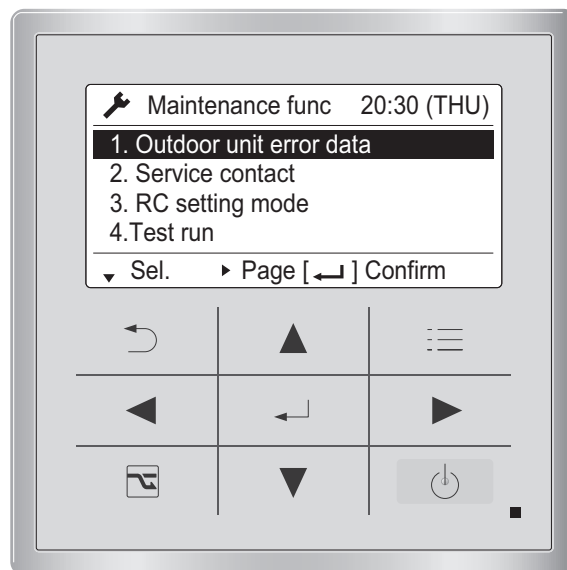 Maintenance func 20:30 (THU)
1. Outdoor unit error data
2. Service contact
3. RC setting mode
4.Test run
Sel. Page [ ] Confirm